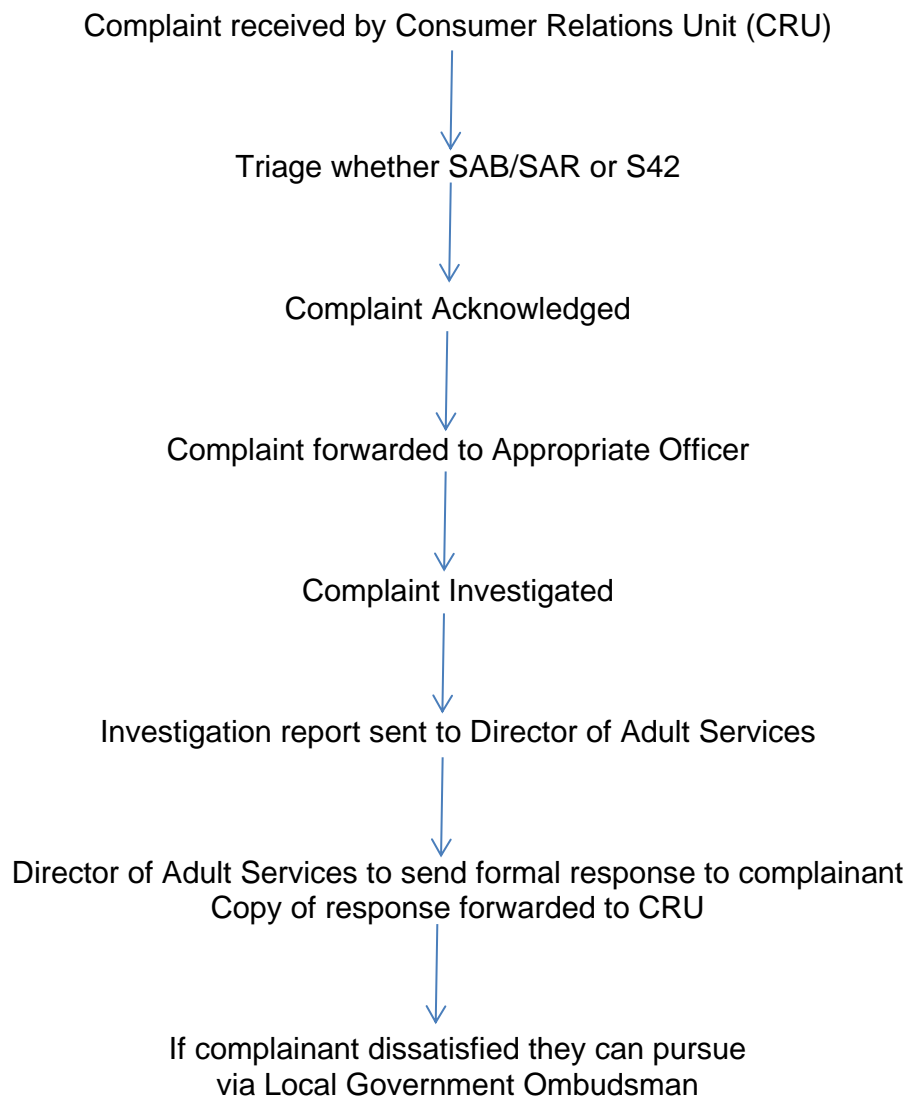 Complaint received by Consumer Relations Unit (CRU)
Triage whether SAB/SAR or S42
Complaint Acknowledged
Complaint forwarded to Appropriate Officer
Complaint Investigated
Investigation report sent to Director of Adult Services
Director of Adult Services to send formal response to complainant
Copy of response forwarded to CRU
If complainant dissatisfied they can pursue
via Local Government Ombudsman